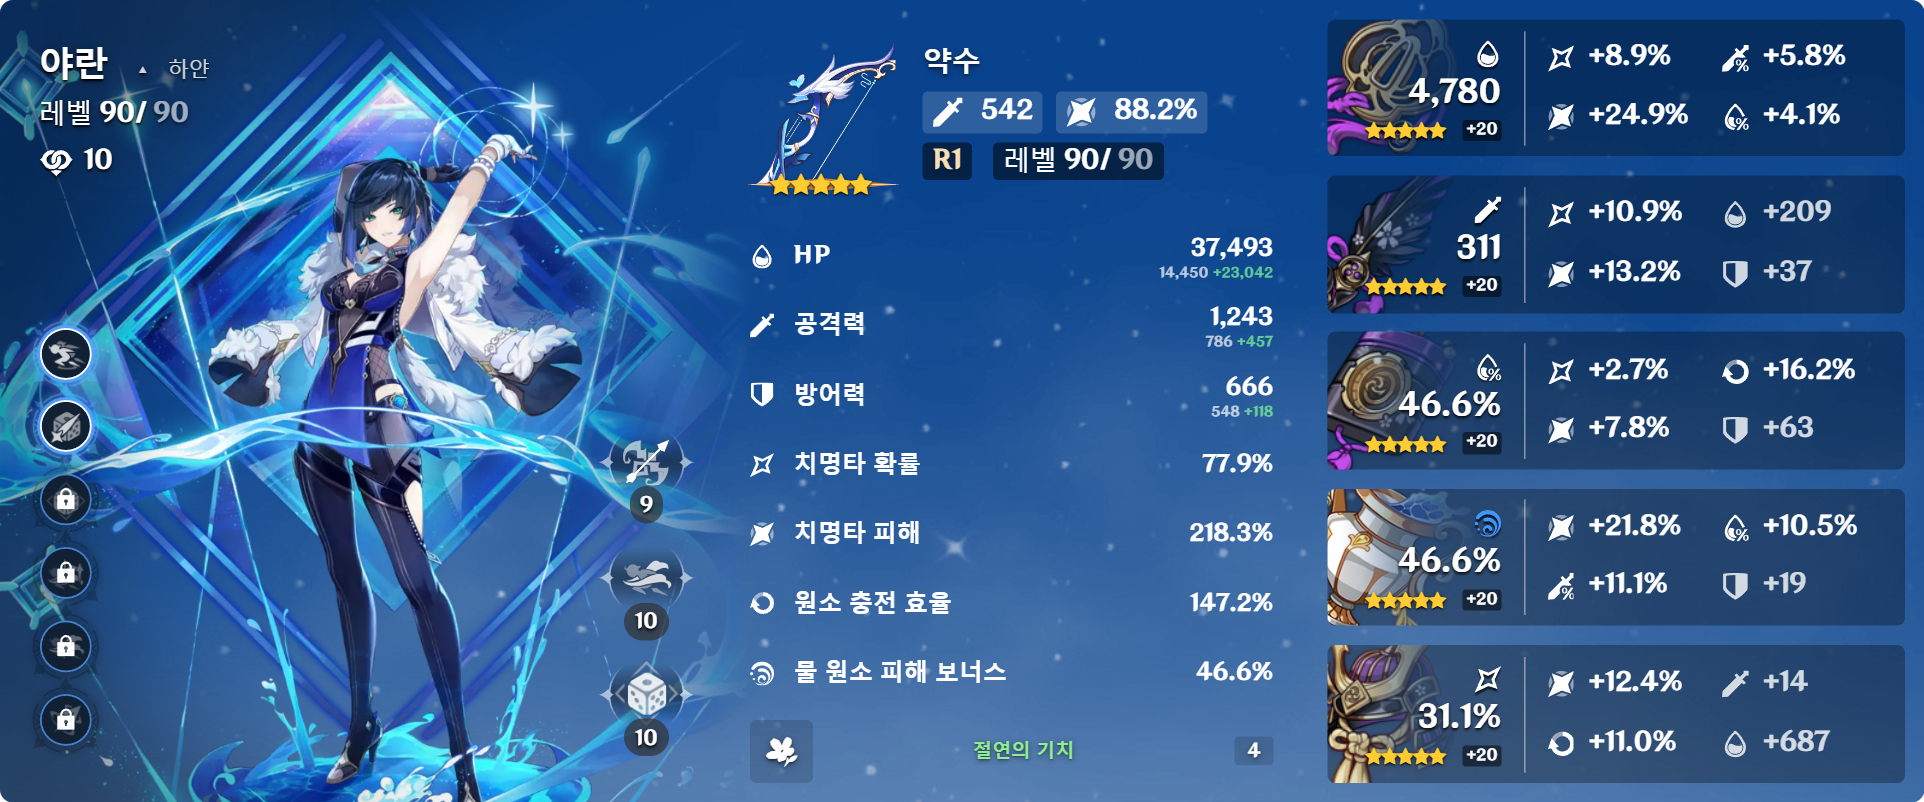 야란 ▲ 하얀
레벨 90/ 90
10
9
10
10
약수
542 88.2%
R1 레벨 90/ 90
HP 37,493
14,450 +23,042
공격력 1,243
786 +457
방어력 666
548 +118
치명타 확률 77.9%
치명타 피해 218.3%
원소 충전 효율 147.2%
물 원소 피해 보너스 46.6%
절연의 기치 4
4,780
+20
+8.9% +5.8%
+24.9% +4.1%
311
+20
+10.9% +209
+13.2% +37
46.6%
+20
+2.7% +16.2%
+7.8% +63
46.6%
+20
+21.8% +10.5%
+11.1% +19
31.1%
+20
+12.4% +14
+11.0% +687